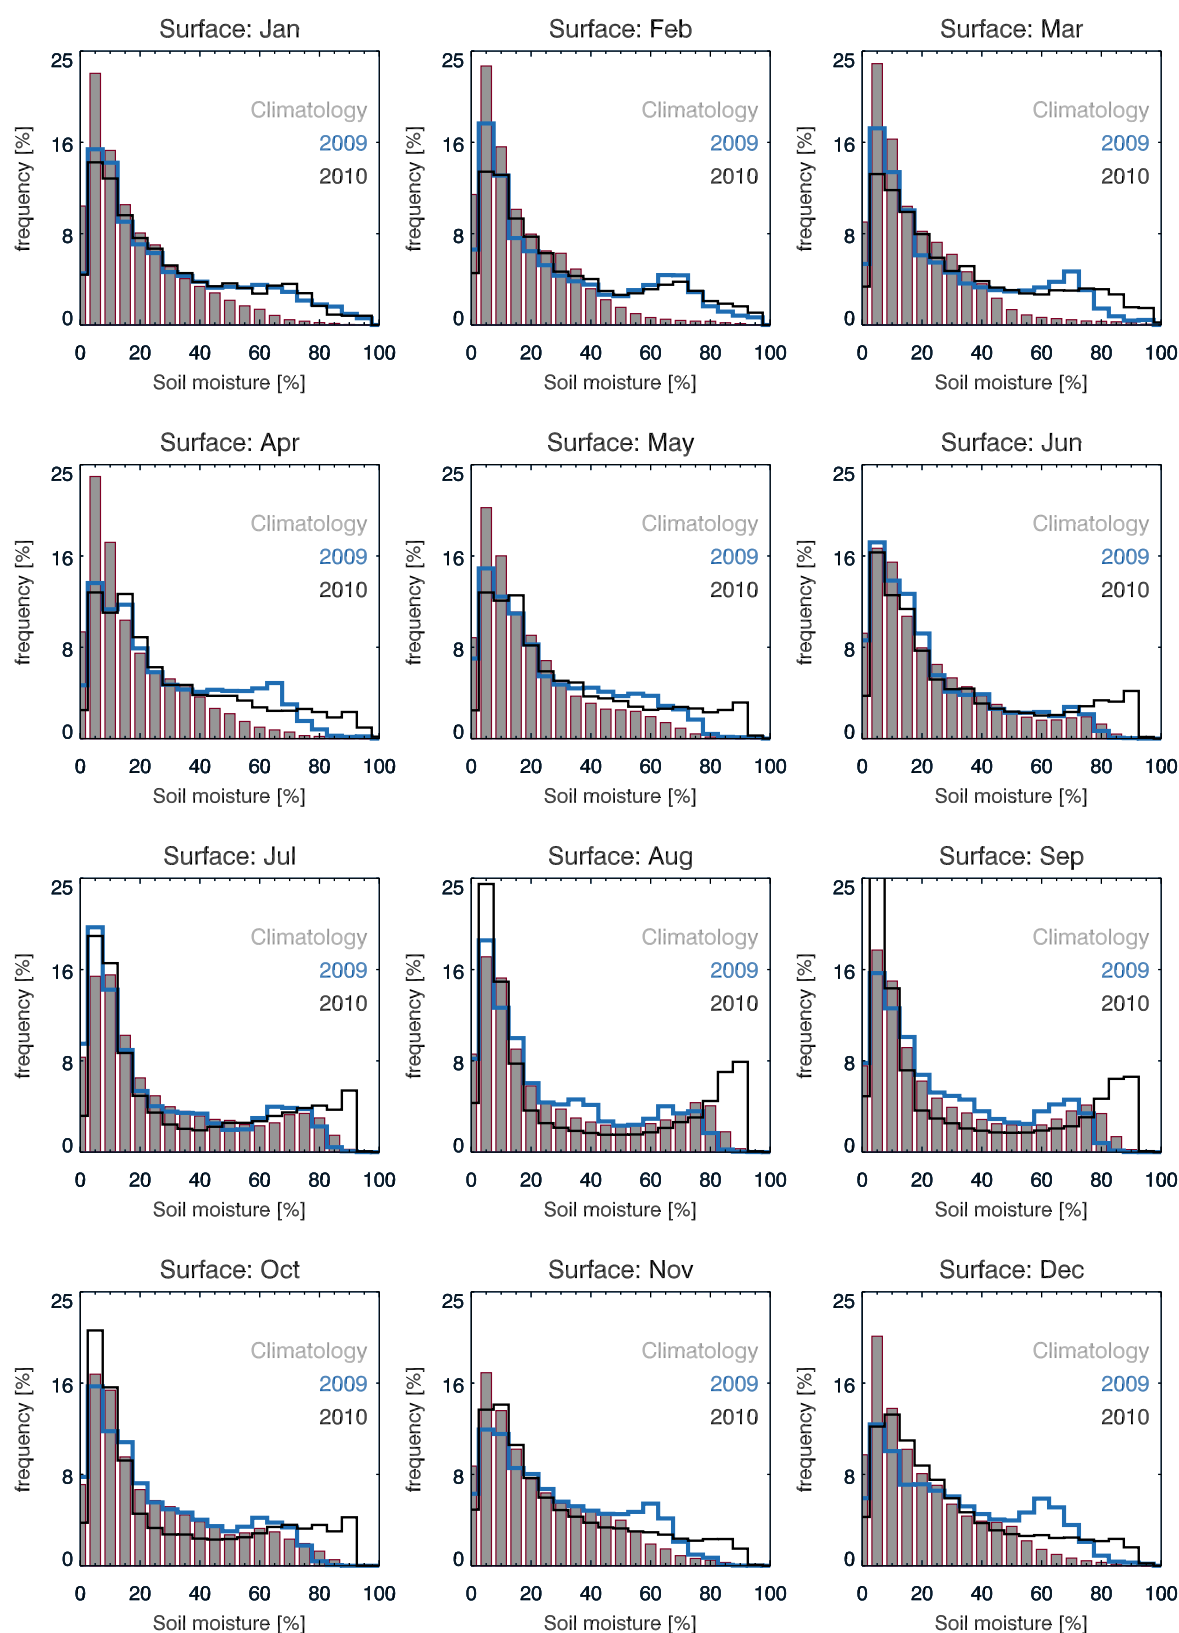 Surface: Jan
25
16
8
0
frequency [%]
Climatology
2009
2010
0 20 40 60 80 100
Soil moisture [%]
Surface: Feb
25
16
8
0
frequency [%]
Climatology
2009
2010
0 20 40 60 80 100
Soil moisture [%]
Surface: Mar
25
16
8
0
frequency [%]
Climatology
2009
2010
0 20 40 60 80 100
Soil moisture [%]
Surface: Apr
25
16
8
0
frequency [%]
Climatology
2009
2010
0 20 40 60 80 100
Soil moisture [%]
Surface: May
25
16
8
0
frequency [%]
Climatology
2009
2010
0 20 40 60 80 100
Soil moisture [%]
Surface: Jun
25
16
8
0
frequency [%]
Climatology
2009
2010
0 20 40 60 80 100
Soil moisture [%]
Surface: Jul
25
16
8
0
frequency [%]
Climatology
2009
2010
0 20 40 60 80 100
Soil moisture [%]
Surface: Aug
25
16
8
0
frequency [%]
Climatology
2009
2010
0 20 40 60 80 100
Soil moisture [%]
Surface: Sep
25
16
8
0
frequency [%]
Climatology
2009
2010
0 20 40 60 80 100
Soil moisture [%]
Surface: Oct
25
16
8
0
frequency [%]
Climatology
2009
2010
0 20 40 60 80 100
Soil moisture [%]
Surface: Nov
25
16
8
0
frequency [%]
Climatology
2009
2010
0 20 40 60 80 100
Soil moisture [%]
Surface: Dec
25
16
8
0
frequency [%]
Climatology
2009
2010
0 20 40 60 80 100
Soil moisture [%]